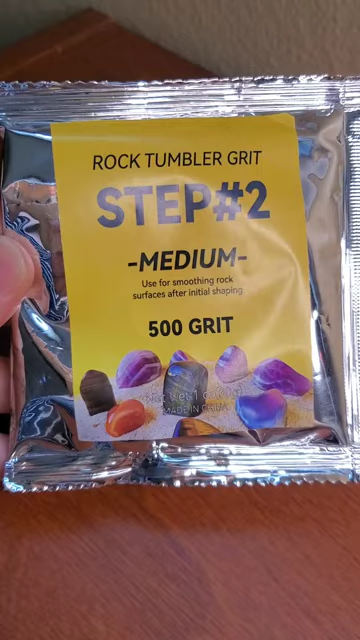 ROCK TUMBLER GRIT
STEP#2
-MEDIUM-
Use for smoothing rock
surfaces after initial shaping
500 GRIT
MADE IN CHINA